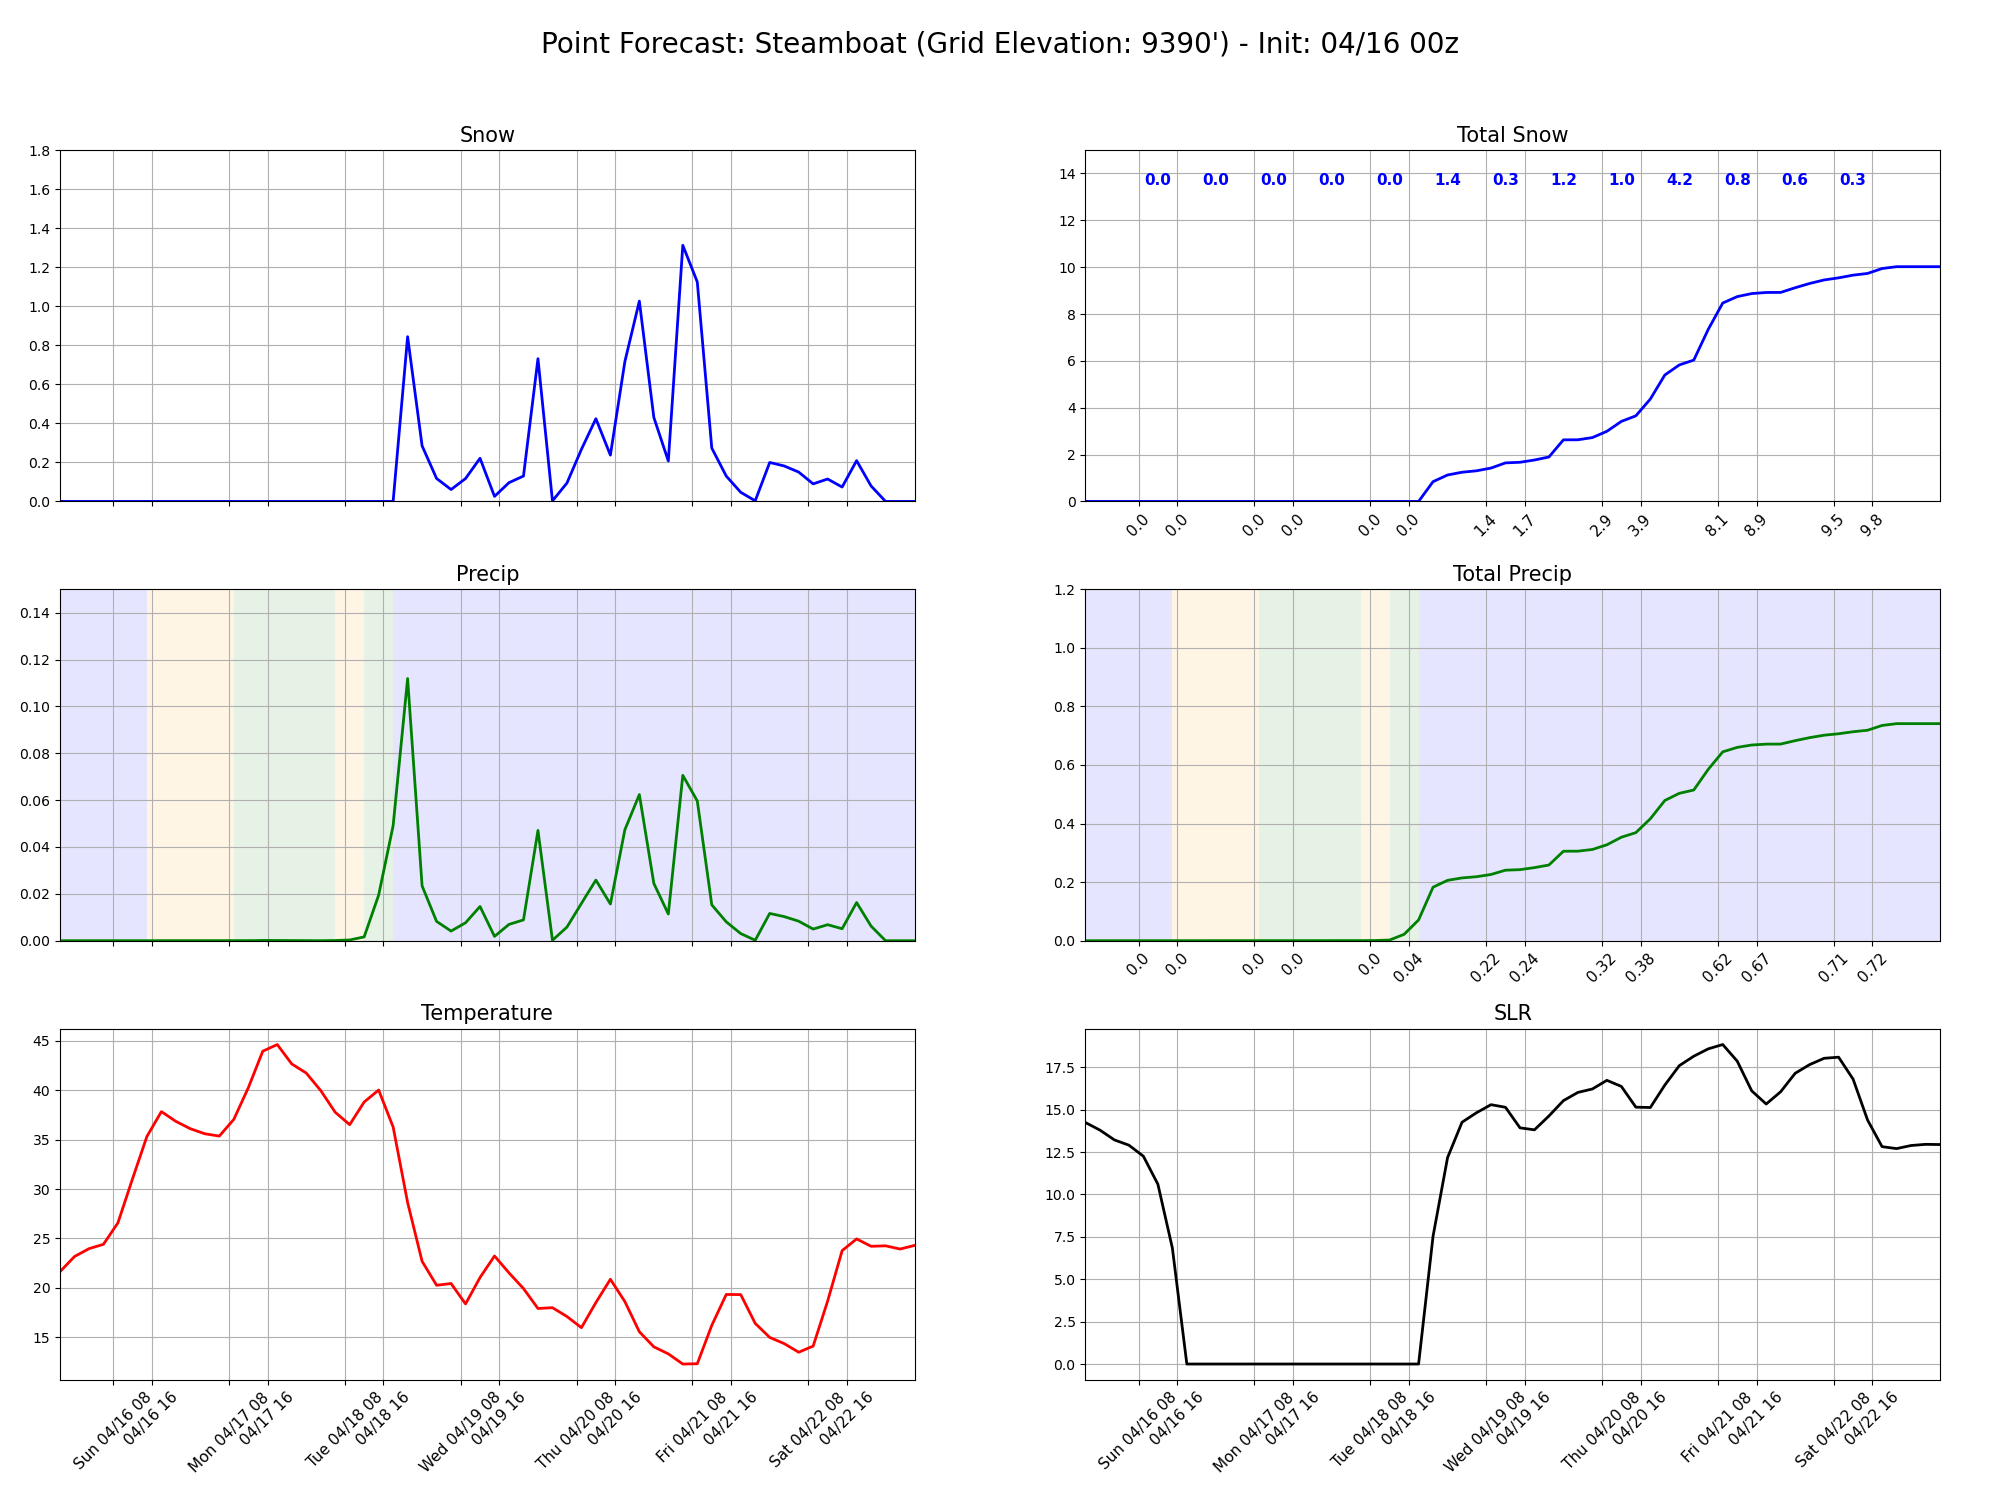 Point Forecast: Steamboat (Grid Elevation: 9390') - Init: 04/16 00z
Snow
1.8
1.6
1.4
1.2
1.0
0.8
0.6
0.4
0.2
0.0
Total Snow
14
12
10
8
6
4
2
0
0.0 0.0 0.0 0.0 0.0 1.4 0.3 1.2 1.0 4.2 0.8 0.6 0.3
0.0 0.0 0.0 0.0 0.0 0.0 1.4 1.7 2.9 3.9 8.1 8.9 9.5 9.8
Precip
0.14
0.12
0.10
0.08
0.06
0.04
0.02
0.00
Total Precip
1.2
1.0
0.8
0.6
0.4
0.2
0.0
0.0 0.0 0.0 0.0 0.0 0.04 0.22 0.24 0.32 0.38 0.62 0.67 0.71 0.72
Temperature
45
40
35
30
25
20
15
Sun 04/16 08
04/16 16
Mon 04/17 08
04/17 16
Tue 04/18 08
04/18 16
Wed 04/19 08
04/19 16
Thu 04/20 08
04/20 16
Fri 04/21 08
04/21 16
Sat 04/22 08
04/22 16
SLR
17.5
15.0
12.5
10.0
7.5
5.0
2.5
0.0
Sun 04/16 08
04/16 16
Mon 04/17 08
04/17 16
Tue 04/18 08
04/18 16
Wed 04/19 08
04/19 16
Thu 04/20 08
04/20 16
Fri 04/21 08
04/21 16
Sat 04/22 08
04/22 16